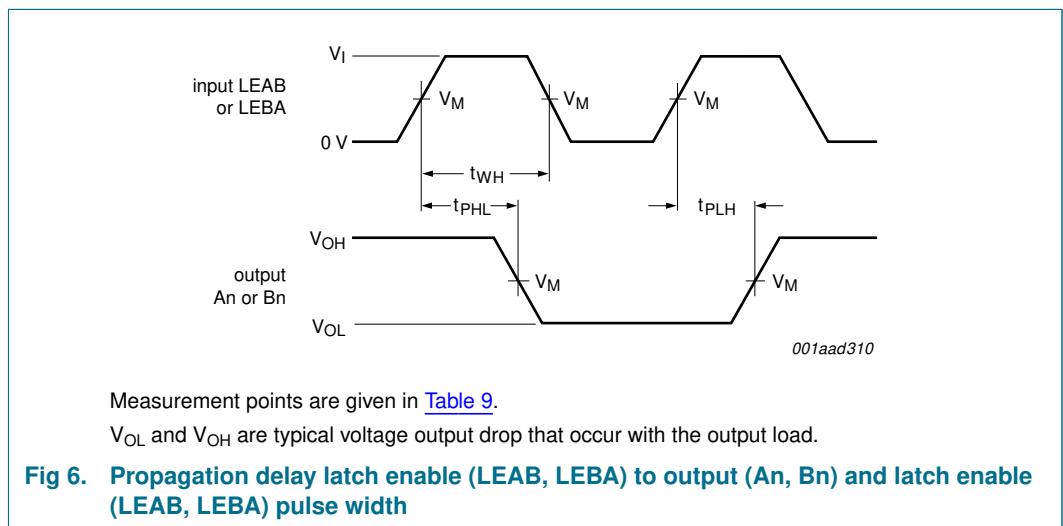 VI
input LEAB
or LEBA
VM
VM
VM
0 V
tWH
tPHL
tPLH
VOH
output
An or Bn
VM
VM
VOL
001aad310
Measurement points are given in Table 9.
VOL and VOH are typical voltage output drop that occur with the output load.
Fig 6. Propagation delay latch enable (LEAB, LEBA) to output (An, Bn) and latch enable
(LEAB, LEBA) pulse width